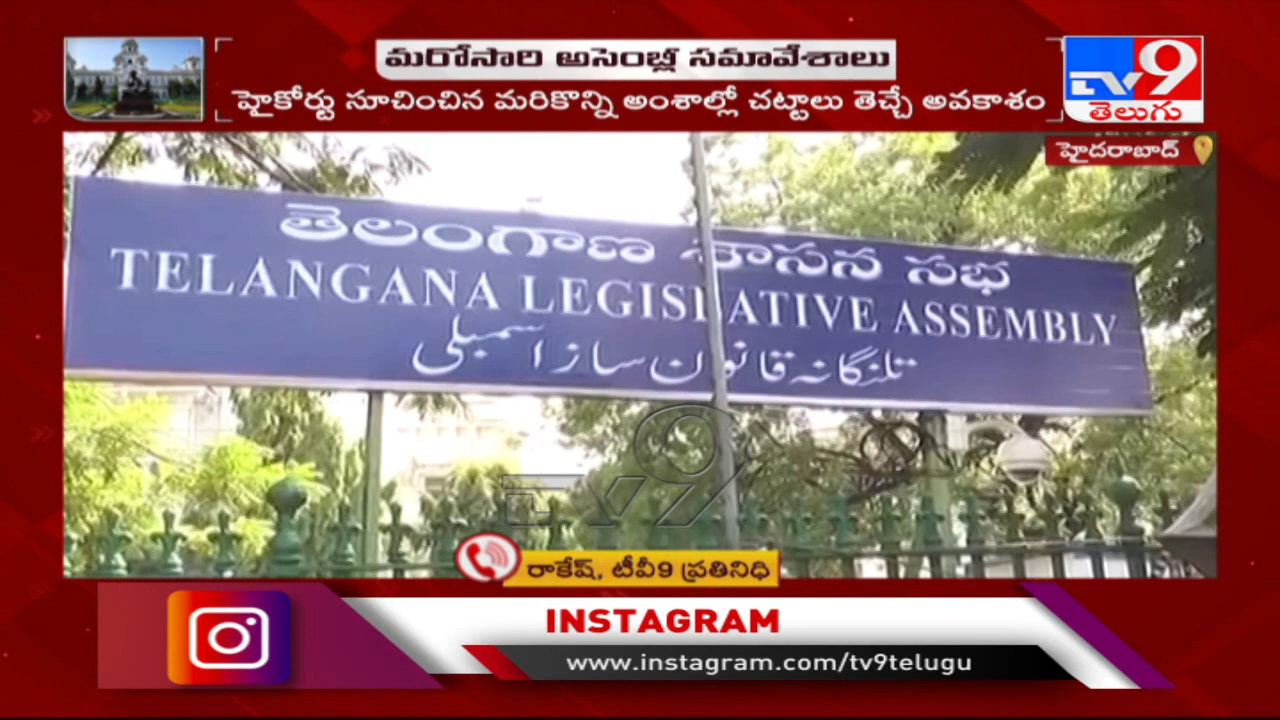 మరోసారి అసెంబ్లీ సమావేశాలు
హైకోర్టు సూచించిన మరికొన్ని అంశాల్లో చట్టాలు తెచ్చే అవకాశం
TV9
తెలుగు
హైదరాబాద్
తెలంగాణ శాసన సభ
TELANGANA LEGISLATIVE ASSEMBLY
تلنگانہ قانون ساز اسمبلی
TV9
రాకేష్, టీవీ9 ప్రతినిధి
INSTAGRAM
www.instagram.com/tv9telugu